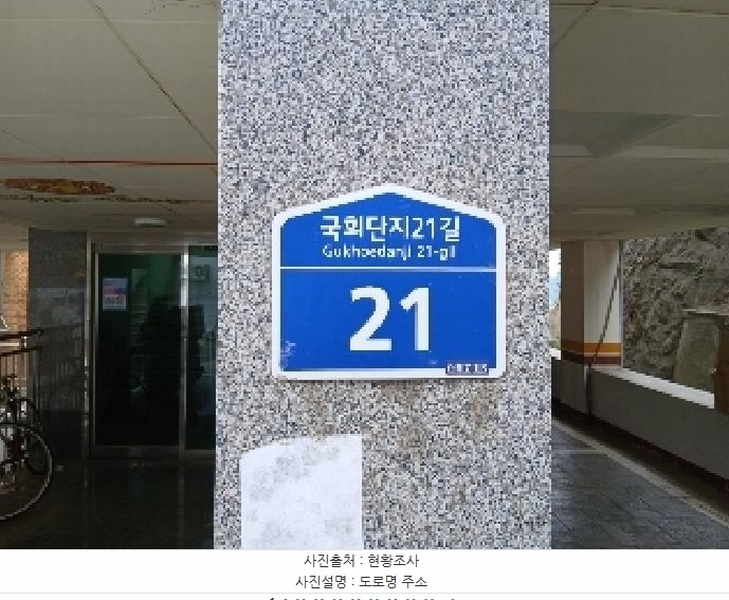 국회단지21길
Gukhoedanji 21-gil
21
사진출처 : 현황조사
사진설명 : 도로명 주소